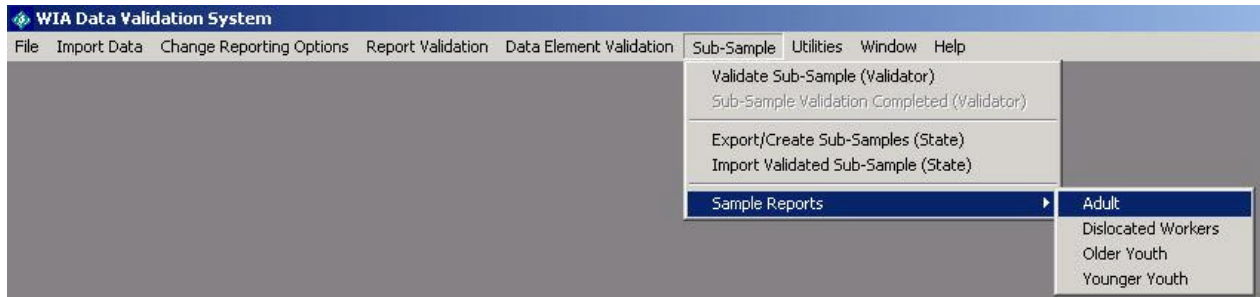 WIA Data Validation System
File Import Data Change Reporting Options Report Validation Data Element Validation Sub-Sample Utilities Window Help
Validate Sub-Sample (Validator)
Sub-Sample Validation Completed (Validator)
Export/Create Sub-Samples (State)
Import Validated Sub-Sample (State)
Sample Reports
Adult
Dislocated Workers
Older Youth
Younger Youth